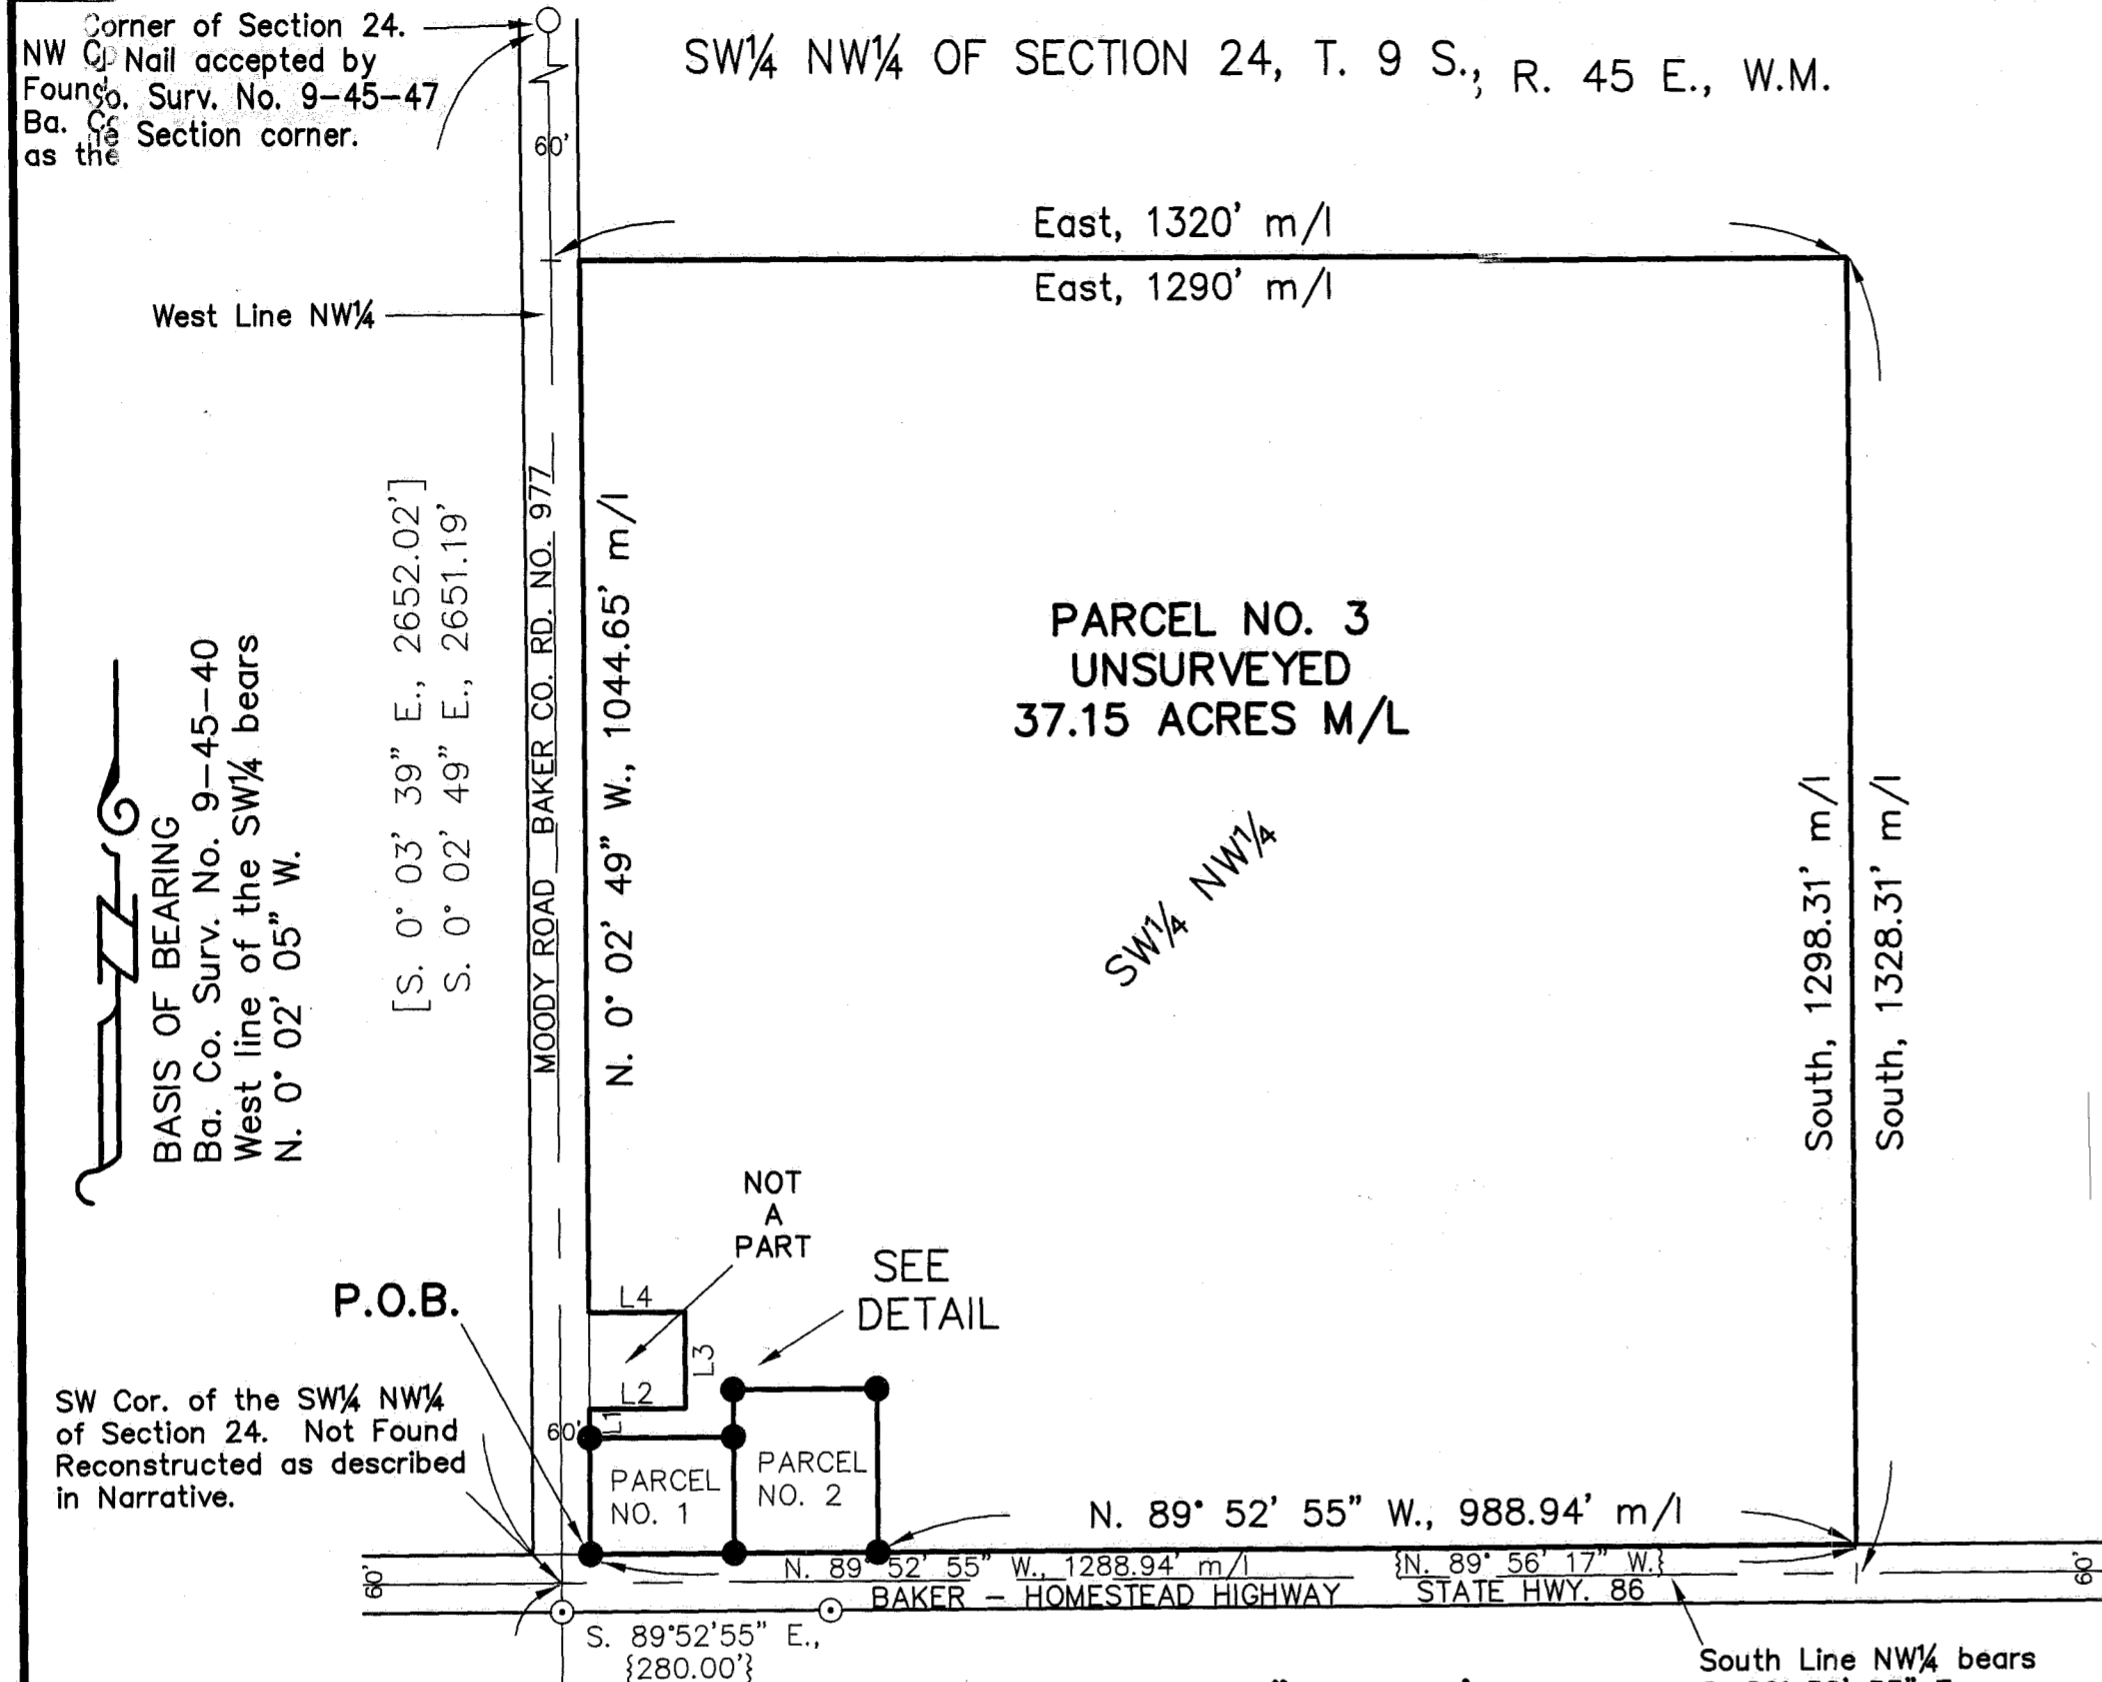 Corner of Section 24.
NW Co
Nail accepted by
Found
Co. Surv. No. 9-45-47
Ba. Co
the Section corner.
as the
SW¼ NW¼ OF SECTION 24, T. 9 S., R. 45 E., W.M.
60'
East, 1320' m/l
East, 1290' m/l
West Line NW¼
[S. 0° 03' 39" E., 2652.02']
S. 0° 02' 49" E., 2651.19'
MOODY ROAD BAKER CO. RD. NO. 977
N. 0° 02' 49" W., 1044.65' m/l
PARCEL NO. 3
UNSURVEYED
37.15 ACRES M/L
SW¼ NW¼
BASIS OF BEARING
Ba. Co. Surv. No. 9-45-40
West line of the SW¼ bears
N. 0° 02' 05" W.
South, 1298.31' m/l
South, 1328.31' m/l
NOT
A
PART
SEE
DETAIL
P.O.B.
L4
L3
L2
L1
60'
SW Cor. of the SW¼ NW¼
of Section 24. Not Found
Reconstructed as described
in Narrative.
PARCEL
NO. 1
PARCEL
NO. 2
N. 89° 52' 55" W., 988.94' m/l
N. 89° 52' 55" W., 1288.94' m/l
{N. 89° 56' 17" W.}
60'
BAKER - HOMESTEAD HIGHWAY STATE HWY. 86
60'
S. 89°52'55" E.,
{280.00'}
South Line NW¼ bears